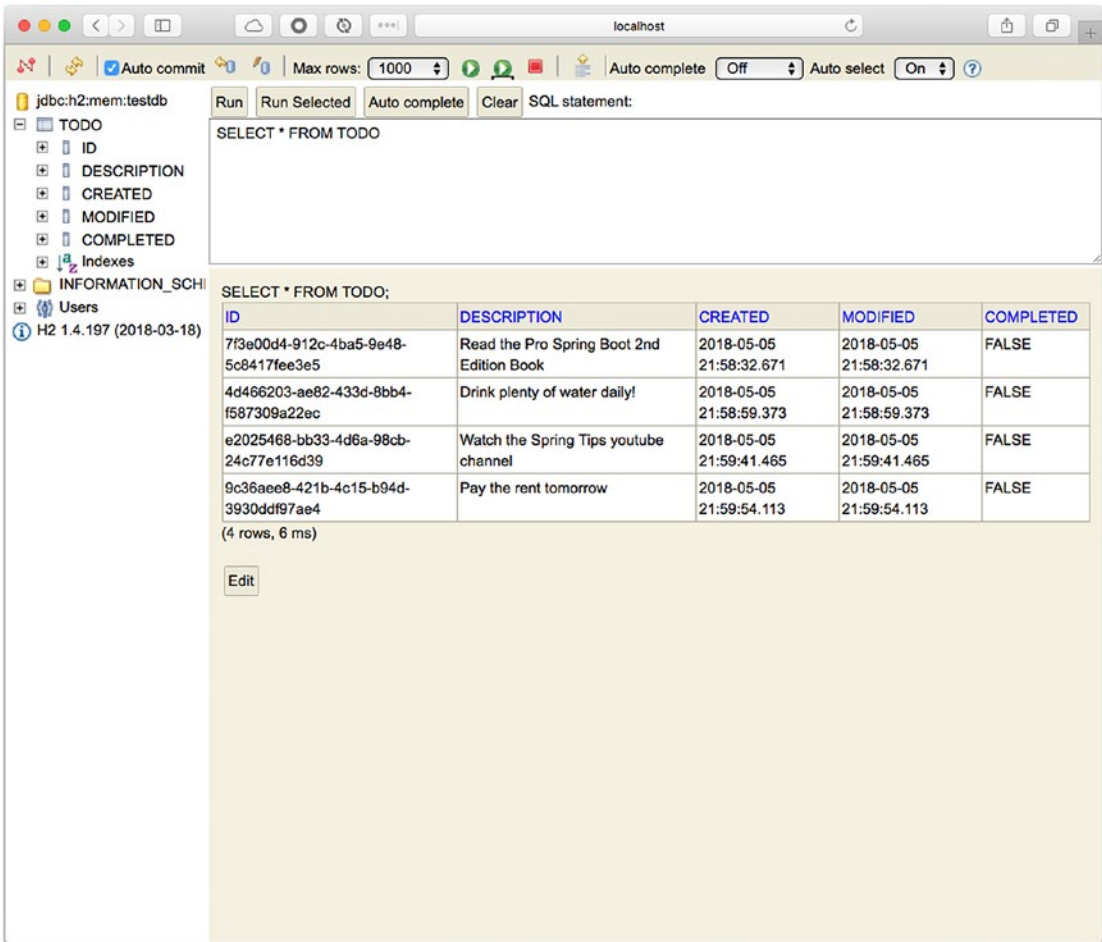 localhost
Auto commit
Max rows: 1000
Auto complete Off
Auto select On
jdbc:h2:mem:testdb
TODO
ID
DESCRIPTION
CREATED
MODIFIED
COMPLETED
Indexes
INFORMATION_SCH
Users
H2 1.4.197 (2018-03-18)
Run Run Selected Auto complete Clear SQL statement:
SELECT * FROM TODO
SELECT * FROM TODO;
ID DESCRIPTION CREATED MODIFIED COMPLETED
7f3e00d4-912c-4ba5-9e48- Read the Pro Spring Boot 2nd 2018-05-05 2018-05-05 FALSE
5c8417fee3e5 Edition Book 21:58:32.671 21:58:32.671
4d466203-ae82-433d-8bb4- Drink plenty of water daily! 2018-05-05 2018-05-05 FALSE
f587309a22ec 21:58:59.373 21:58:59.373
e2025468-bb33-4d6a-98cb- Watch the Spring Tips youtube 2018-05-05 2018-05-05 FALSE
24c77e116d39 channel 21:59:41.465 21:59:41.465
9c36aee8-421b-4c15-b94d- Pay the rent tomorrow 2018-05-05 2018-05-05 FALSE
3930ddf97ae4 21:59:54.113 21:59:54.113
(4 rows, 6 ms)
Edit